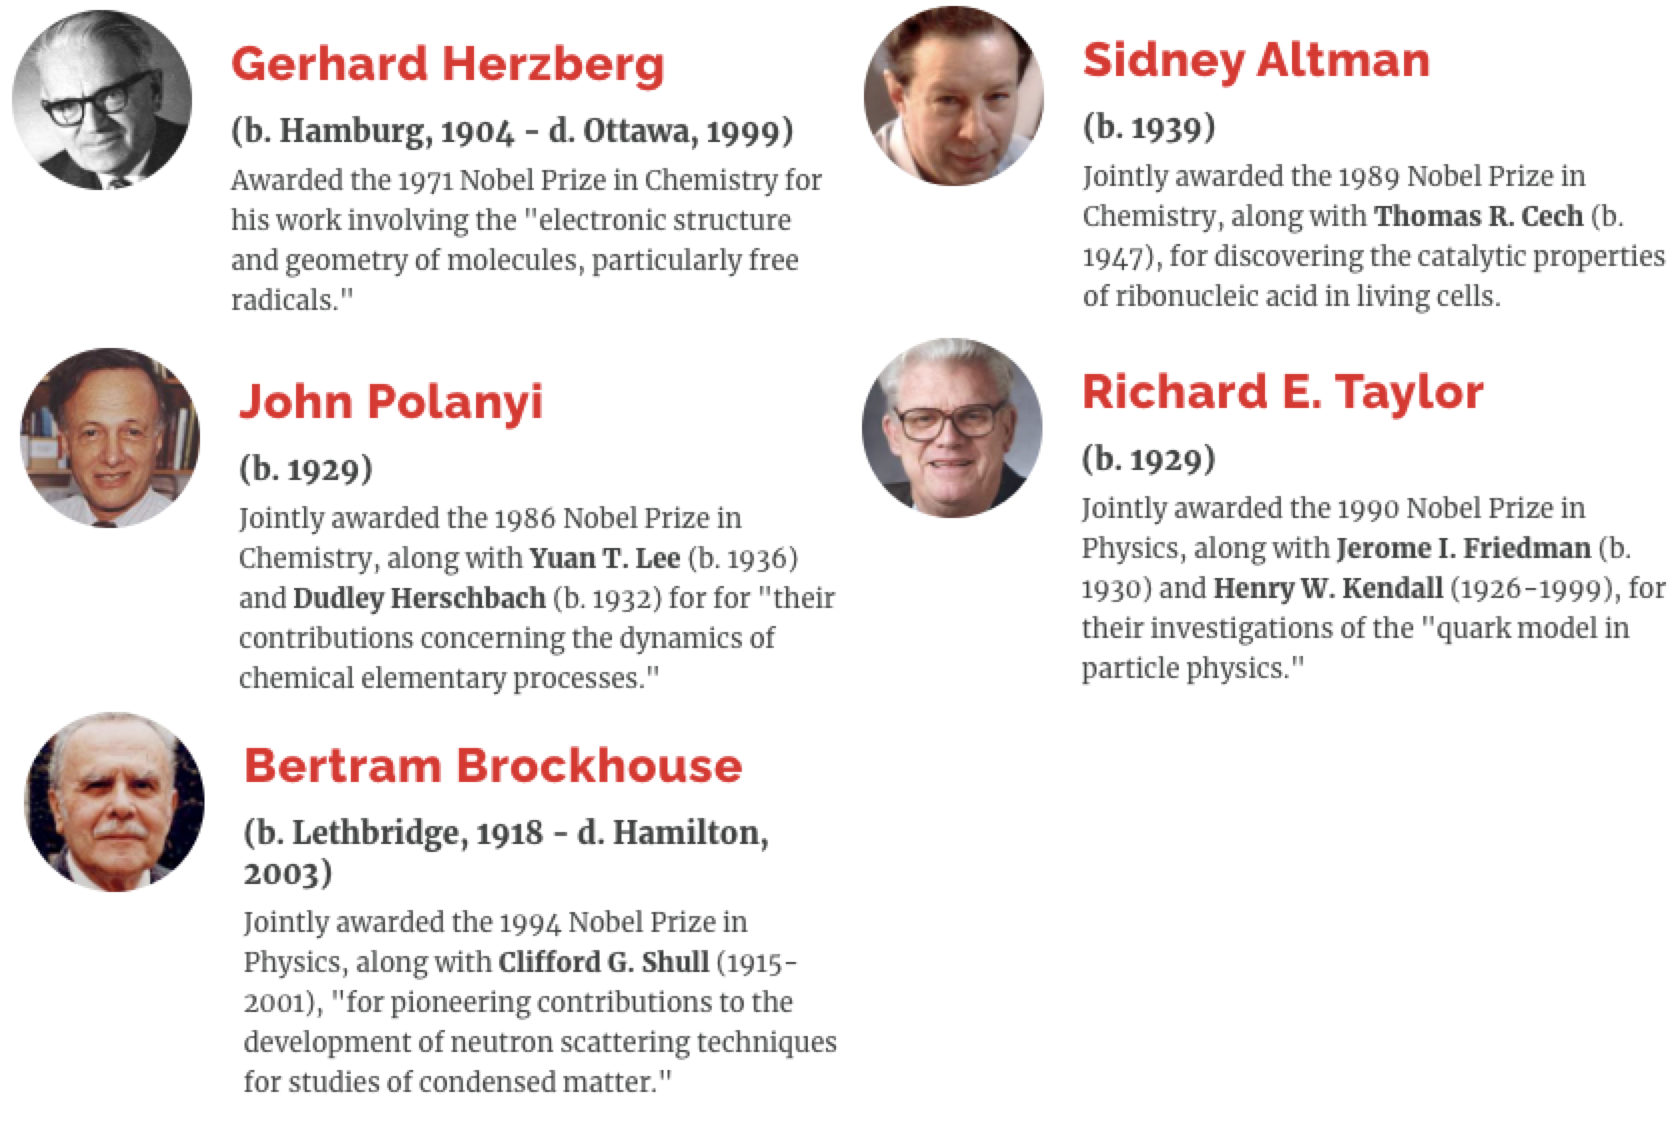 Gerhard Herzberg
(b. Hamburg, 1904 - d. Ottawa, 1999)
Awarded the 1971 Nobel Prize in Chemistry for
his work involving the "electronic structure
and geometry of molecules, particularly free
radicals."
Sidney Altman
(b. 1939)
Jointly awarded the 1989 Nobel Prize in
Chemistry, along with Thomas R. Cech (b.
1947), for discovering the catalytic properties
of ribonucleic acid in living cells.
John Polanyi
(b. 1929)
Jointly awarded the 1986 Nobel Prize in
Chemistry, along with Yuan T. Lee (b. 1936)
and Dudley Herschbach (b. 1932) for for "their
contributions concerning the dynamics of
chemical elementary processes."
Richard E. Taylor
(b. 1929)
Jointly awarded the 1990 Nobel Prize in
Physics, along with Jerome I. Friedman (b.
1930) and Henry W. Kendall (1926-1999), for
their investigations of the "quark model in
particle physics."
Bertram Brockhouse
(b. Lethbridge, 1918 - d. Hamilton,
2003)
Jointly awarded the 1994 Nobel Prize in
Physics, along with Clifford G. Shull (1915-
2001), "for pioneering contributions to the
development of neutron scattering techniques
for studies of condensed matter."